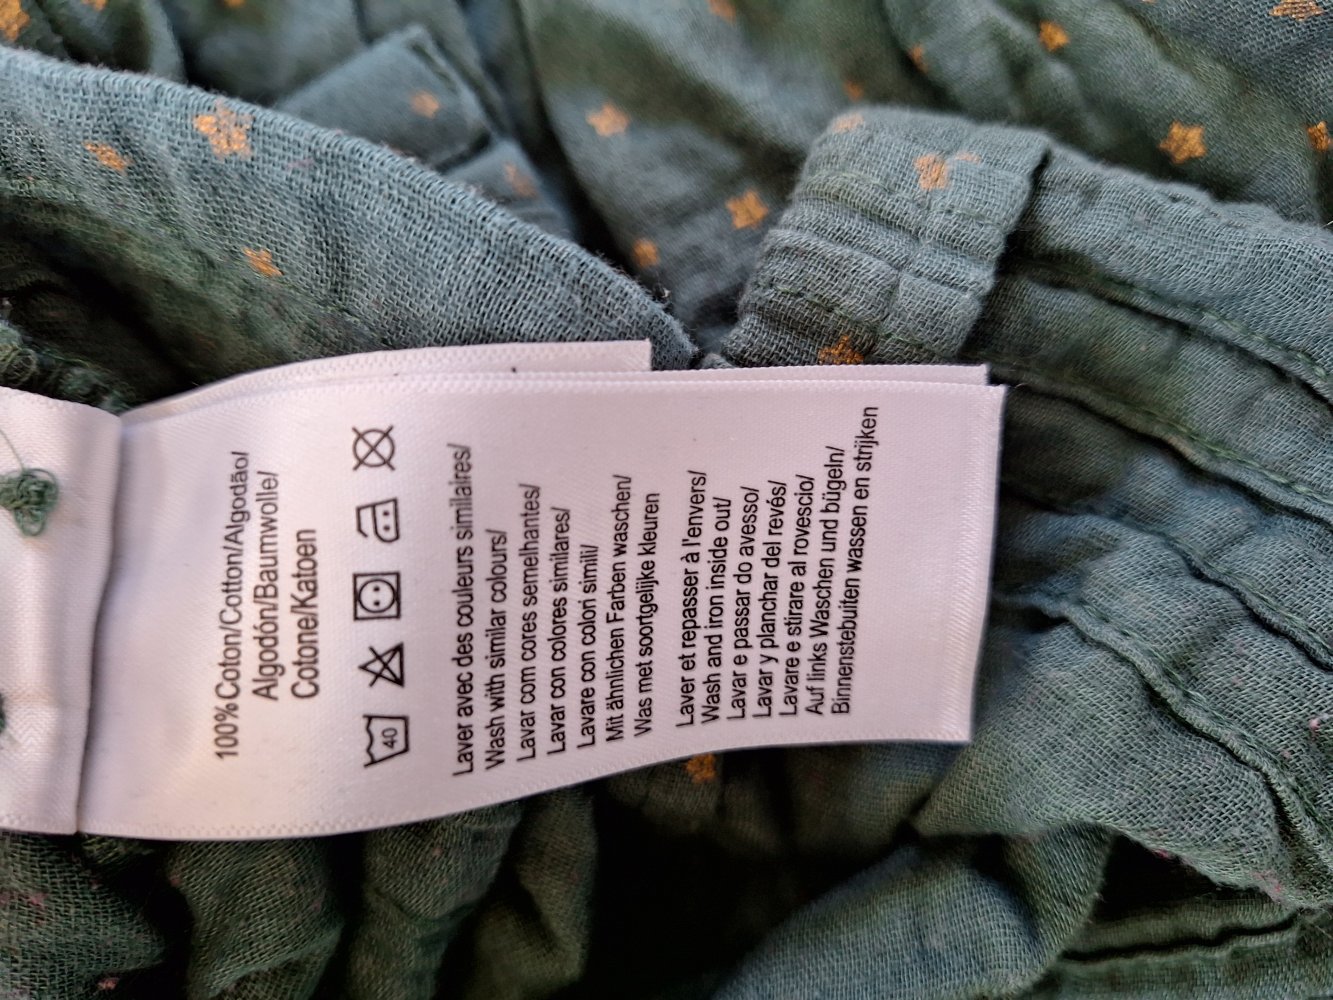 100%Coton/Cotton/Algodão/
Algodón/Baumwolle/
Cotone/Katoen
40
Laver avec des couleurs similaires/
Wash with similar colours/
Lavar com cores semelhantes/
Lavar con colores similares/
Lavare con colori simili/
Mit ähnlichen Farben waschen/
Was met soortgelijke kleuren
Laver et repasser à l'envers/
Wash and iron inside out/
Lavar e passar do avesso/
Lavar y planchar del revés/
Lavare e stirare al rovescio/
Auf links Waschen und bügeln/
Binnenstebuiten wassen en strijken